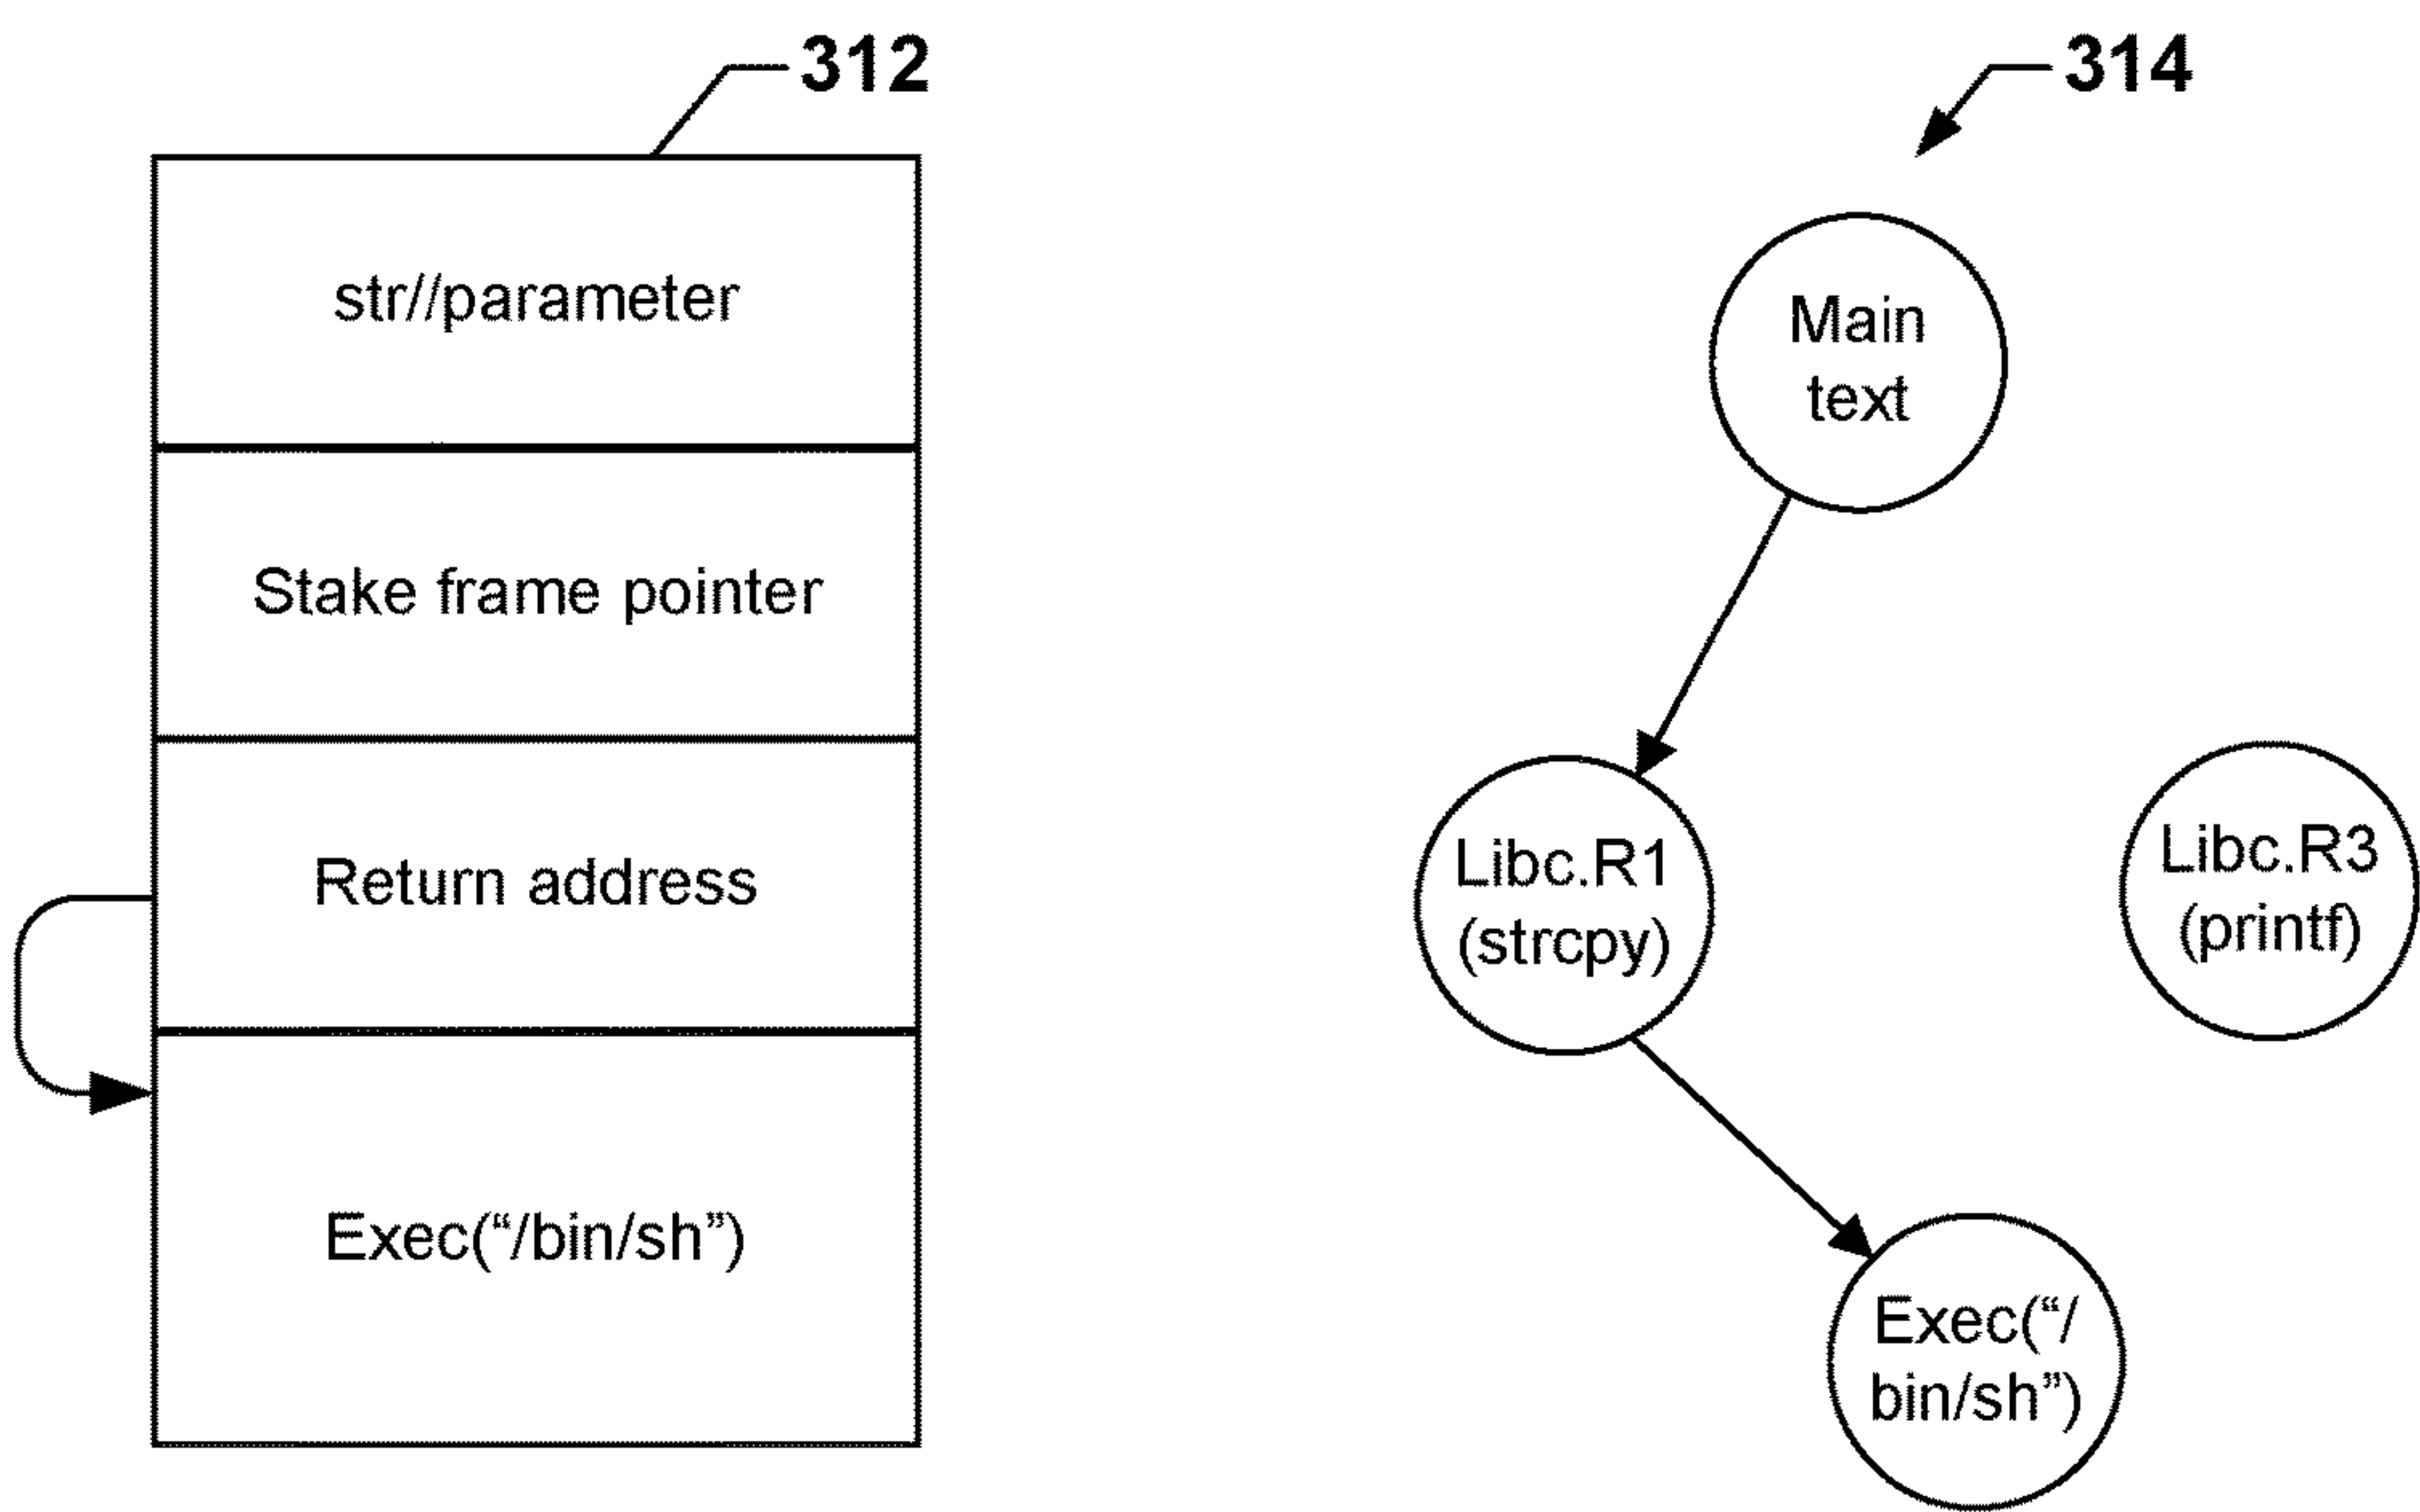 312
str//parameter
Stake frame pointer
Return address
Exec(“/bin/sh”)
314
Main
text
Libc.R1
(strcpy)
Libc.R3
(printf)
Exec(“/
bin/sh”)